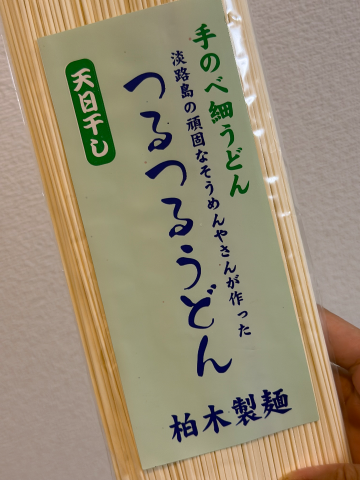 手のべ細うどん
淡路島の頑固なそうめんやさんが作った
つるつるうどん
天日干し
柏木製麺